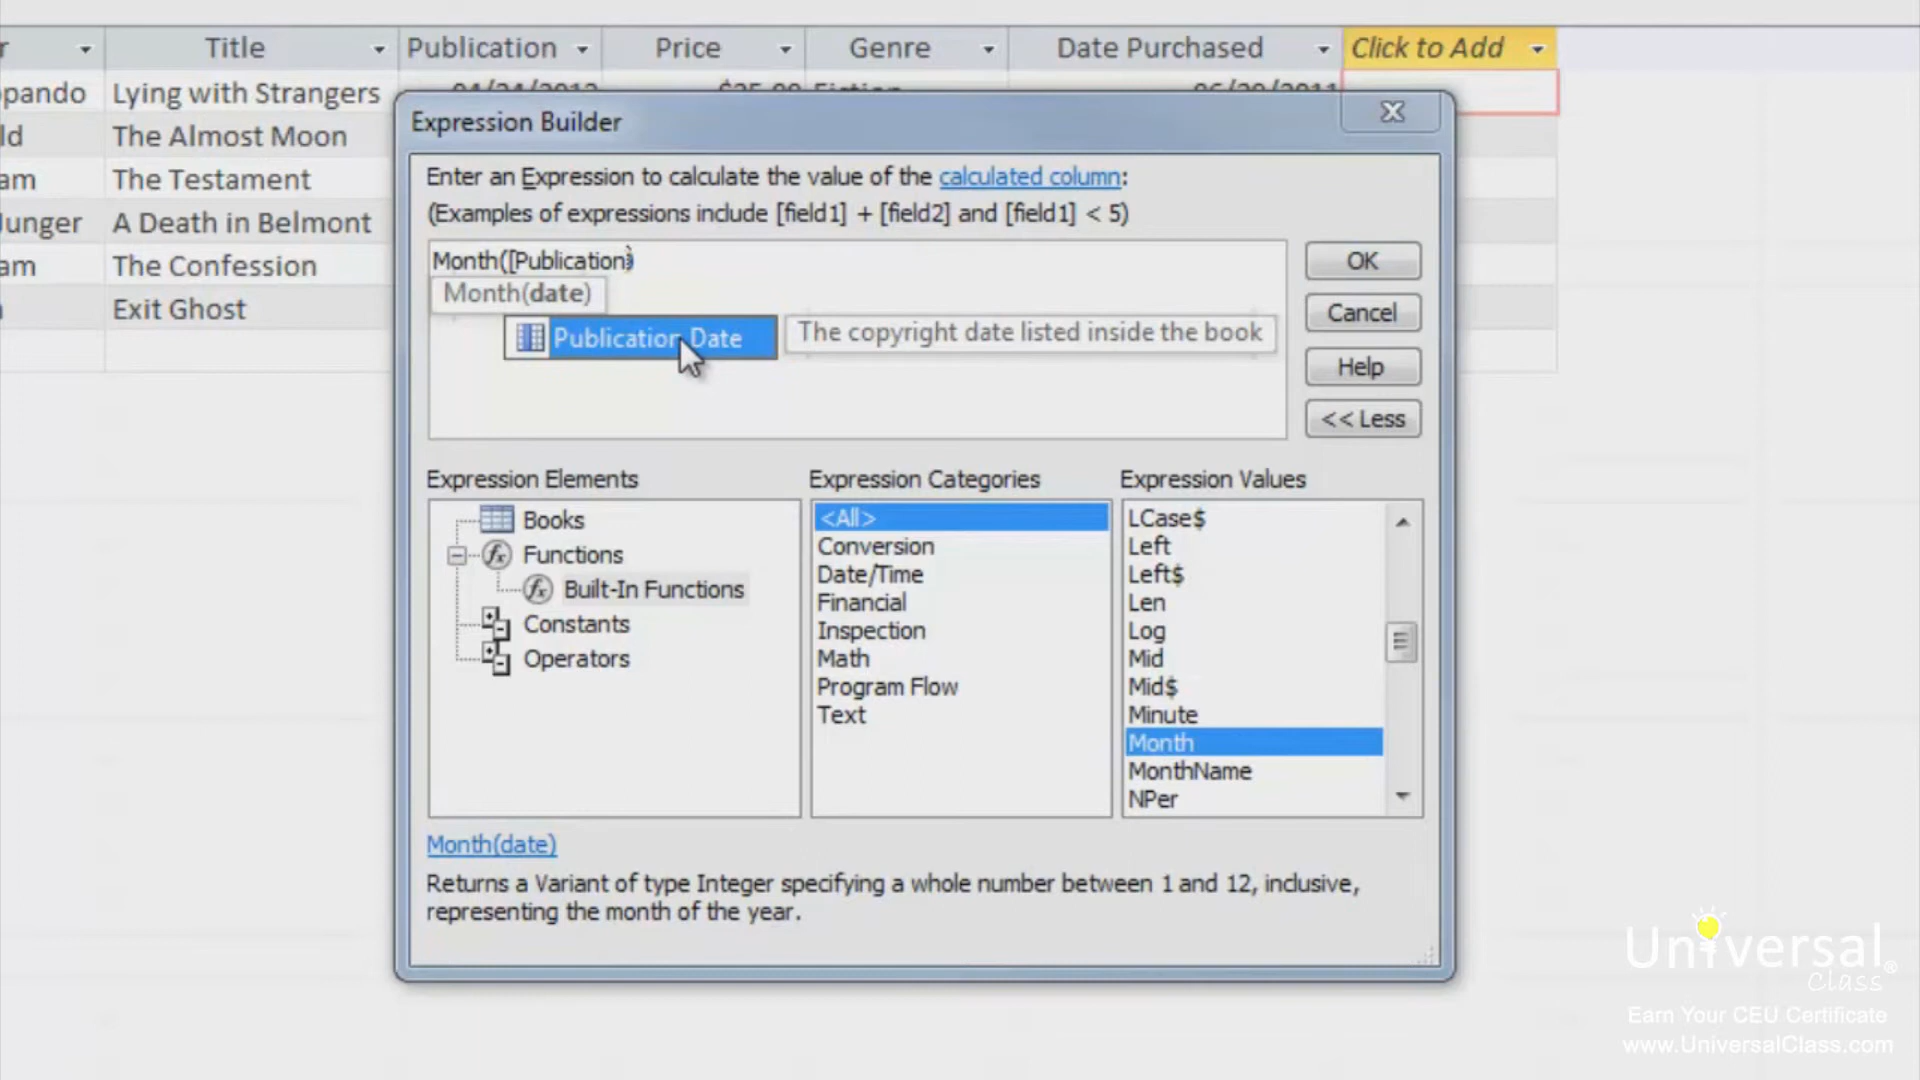 r Title Publication Price Genre Date Purchased Click to Add
pando Lying with Strangers
ld The Almost Moon
am The Testament
Junger A Death in Belmont
am The Confession
Exit Ghost
Expression Builder
Enter an Expression to calculate the value of the calculated column:
(Examples of expressions include [field1] + [field2] and [field1] < 5)
Month([Publication)
Month(date)
Publication Date
The copyright date listed inside the book
OK
Cancel
Help
<< Less
Expression Elements
Books
Functions
Built-In Functions
Constants
Operators
Expression Categories
<All>
Conversion
Date/Time
Financial
Inspection
Math
Program Flow
Text
Expression Values
LCase$
Left
Left$
Len
Log
Mid
Mid$
Minute
Month
MonthName
NPer
Month(date)
Returns a Variant of type Integer specifying a whole number between 1 and 12, inclusive,
representing the month of the year.
Universal
Class®
Earn Your CEU Certificate
www.UniversalClass.com